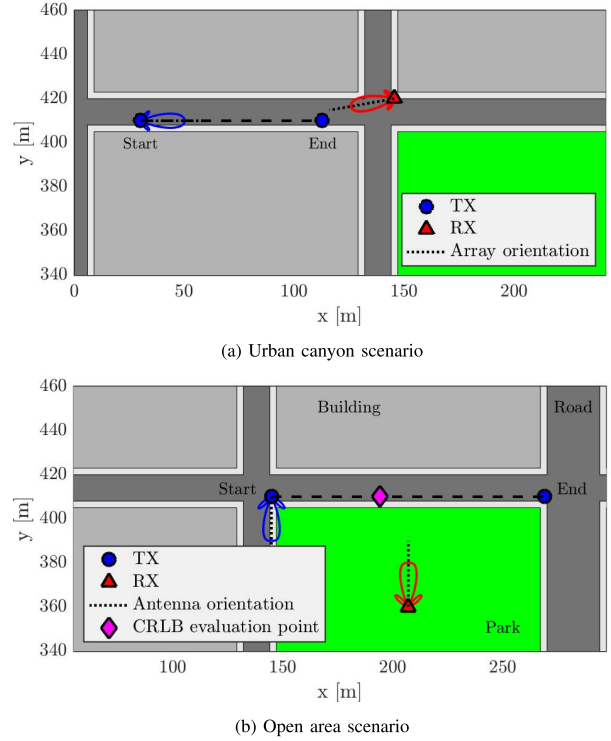 460
440
420
400
380
360
340
y [m]
Start
End
TX
RX
Array orientation
0
50
100
150
200
x [m]
(a) Urban canyon scenario
460
440
420
400
380
360
340
y [m]
Building
Road
Start
End
TX
RX
Antenna orientation
CRLB evaluation point
Park
100
150
200
250
x [m]
(b) Open area scenario